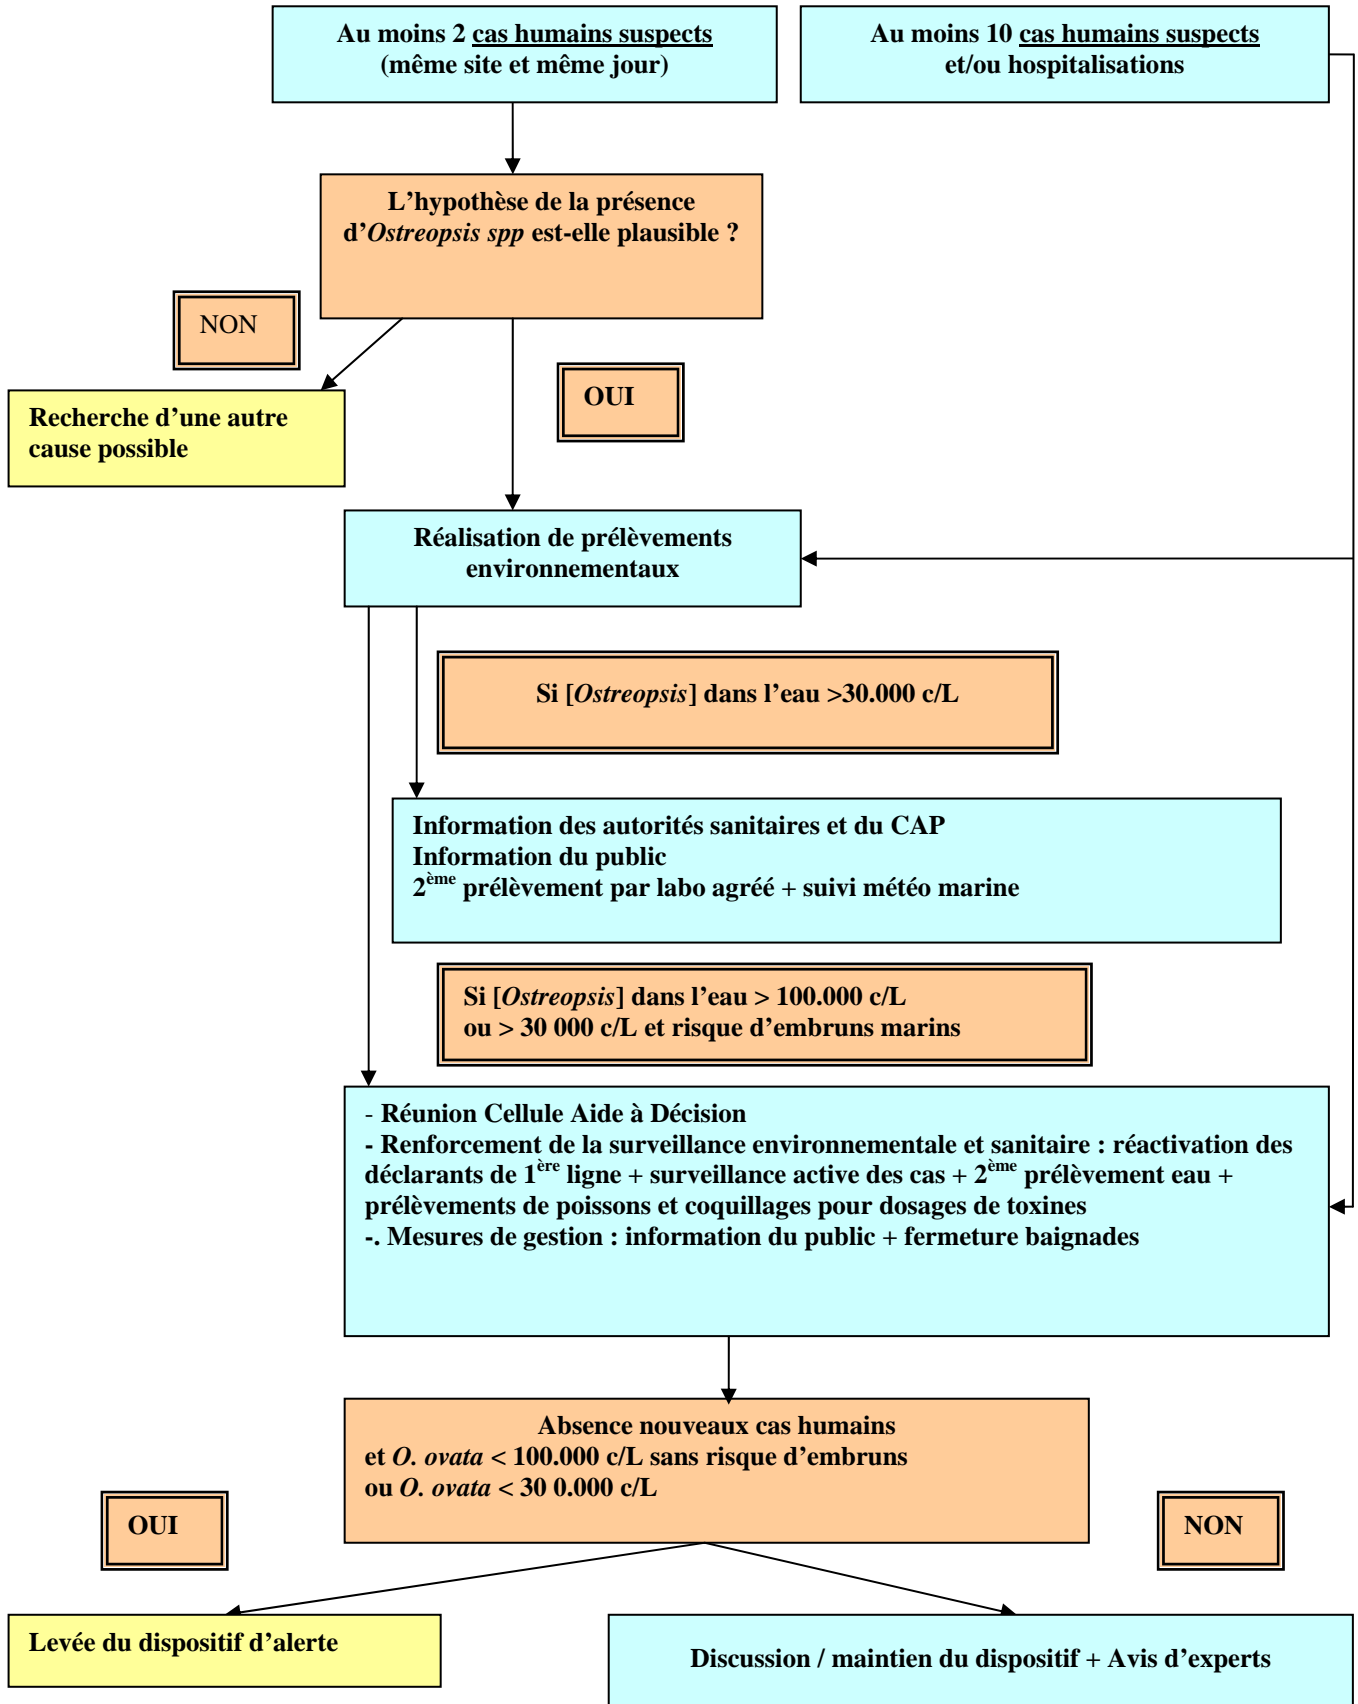 Au moins 2 cas humains suspects
(même site et même jour)
Au moins 10 cas humains suspects
et/ou hospitalisations
L’hypothèse de la présence
d’Ostreopsis spp est-elle plausible ?
NON
OUI
Recherche d’une autre
cause possible
Réalisation de prélèvements
environnementaux
Si [Ostreopsis] dans l’eau >30.000 c/L
Information des autorités sanitaires et du CAP
Information du public
2ème prélèvement par labo agréé + suivi météo marine
Si [Ostreopsis] dans l’eau > 100.000 c/L
ou > 30 000 c/L et risque d’embruns marins
- Réunion Cellule Aide à Décision
- Renforcement de la surveillance environnementale et sanitaire : réactivation des
déclarants de 1ère ligne + surveillance active des cas + 2ème prélèvement eau +
prélèvements de poissons et coquillages pour dosages de toxines
-. Mesures de gestion : information du public + fermeture baignades
Absence nouveaux cas humains
et O. ovata < 100.000 c/L sans risque d’embruns
ou O. ovata < 30 0.000 c/L
OUI
NON
Levée du dispositif d’alerte
Discussion / maintien du dispositif + Avis d’experts